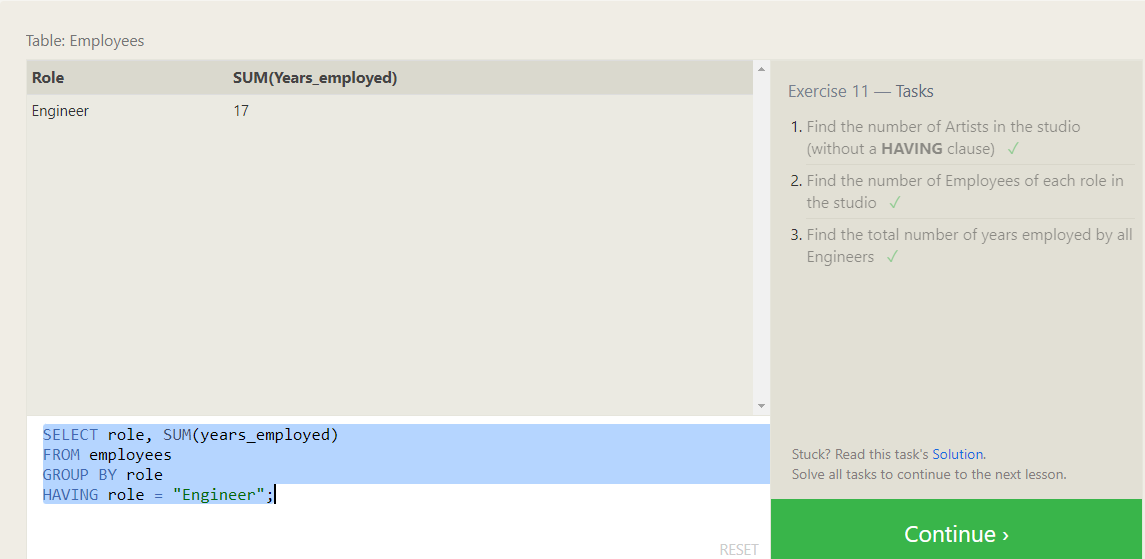 Table: Employees
Role SUM(Years_employed)
Engineer 17
SELECT role, SUM(years_employed)
FROM employees
GROUP BY role
HAVING role = "Engineer";
RESET
Exercise 11 — Tasks
1. Find the number of Artists in the studio
(without a HAVING clause) ✓
2. Find the number of Employees of each role in
the studio ✓
3. Find the total number of years employed by all
Engineers ✓
Stuck? Read this task's Solution.
Solve all tasks to continue to the next lesson.
Continue ›